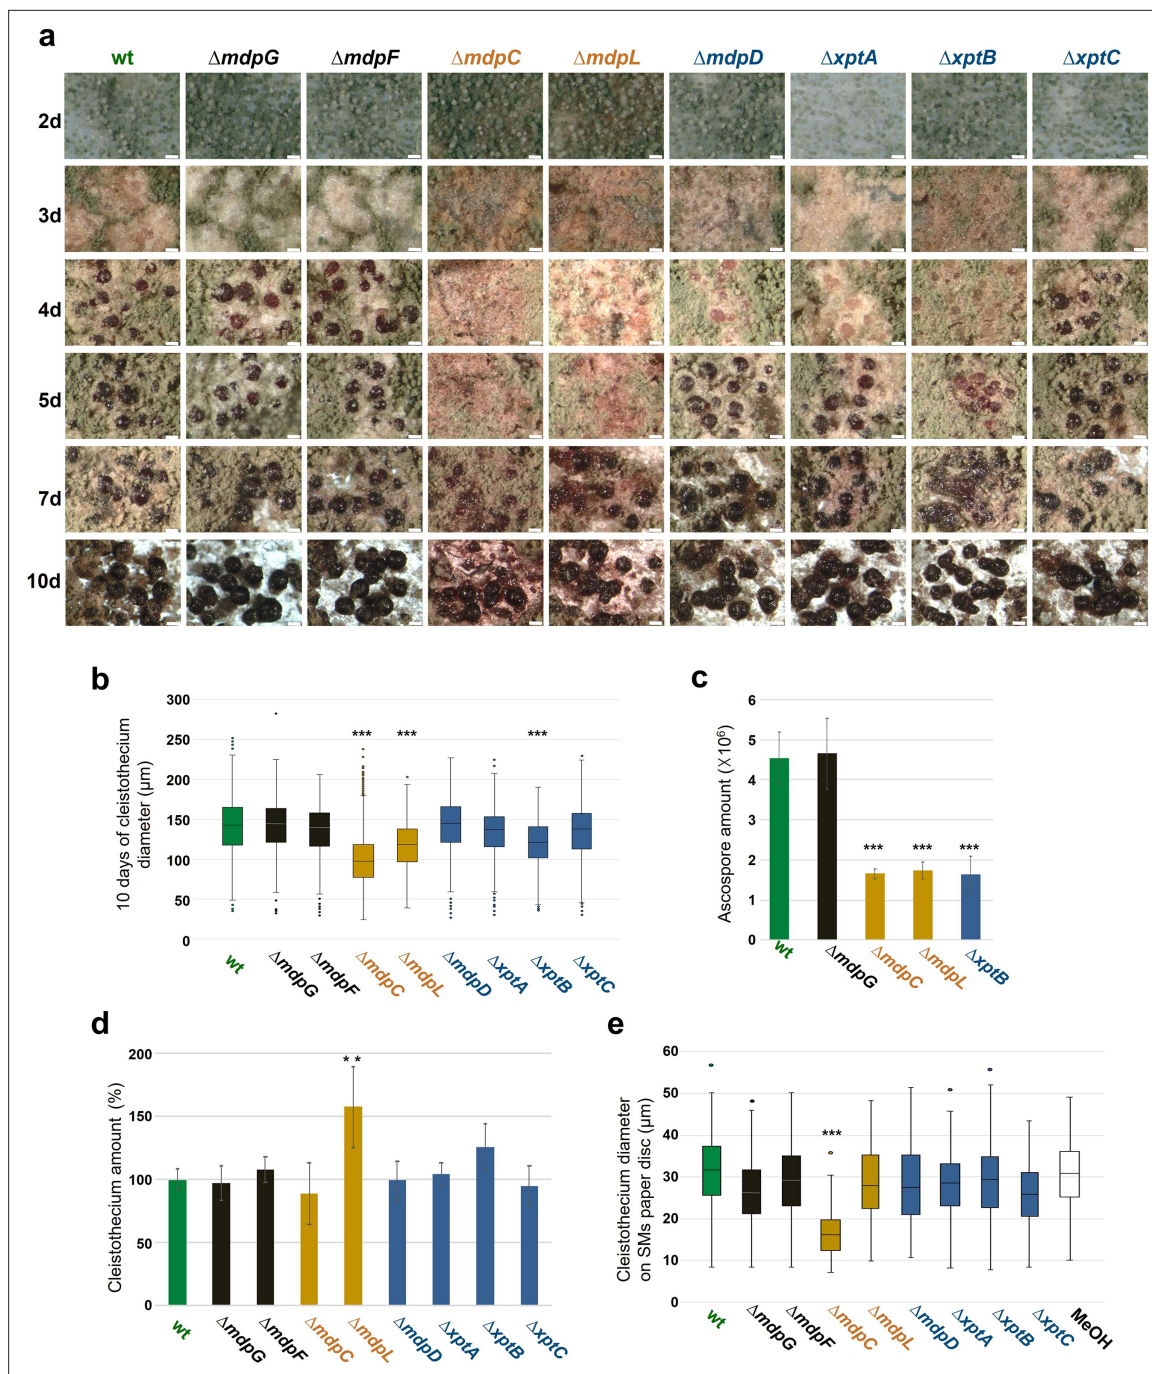 a
wt ΔmdpG ΔmdpF ΔmdpC ΔmdpL ΔmdpD ΔxptA ΔxptB ΔxptC
2d
3d
4d
5d
7d
10d
b
10 days of cleistothecium
diameter (µm)
300
250
200
150
100
50
0
*** *** ***
wt ΔmdpG ΔmdpF ΔmdpC ΔmdpL ΔmdpD ΔxptA ΔxptB ΔxptC
c
Ascospore amount (X10⁶)
6
5
4
3
2
1
0
*** *** ***
wt ΔmdpG ΔmdpC ΔmdpL ΔxptB
d
Cleistothecium amount (%)
200
150
100
50
0
* *
wt ΔmdpG ΔmdpF ΔmdpC ΔmdpL ΔmdpD ΔxptA ΔxptB ΔxptC
e
Cleistothecium diameter
on SMs paper disc (µm)
60
50
40
30
20
10
0
***
wt ΔmdpG ΔmdpF ΔmdpC ΔmdpL ΔmdpD ΔxptA ΔxptB ΔxptC MeOH